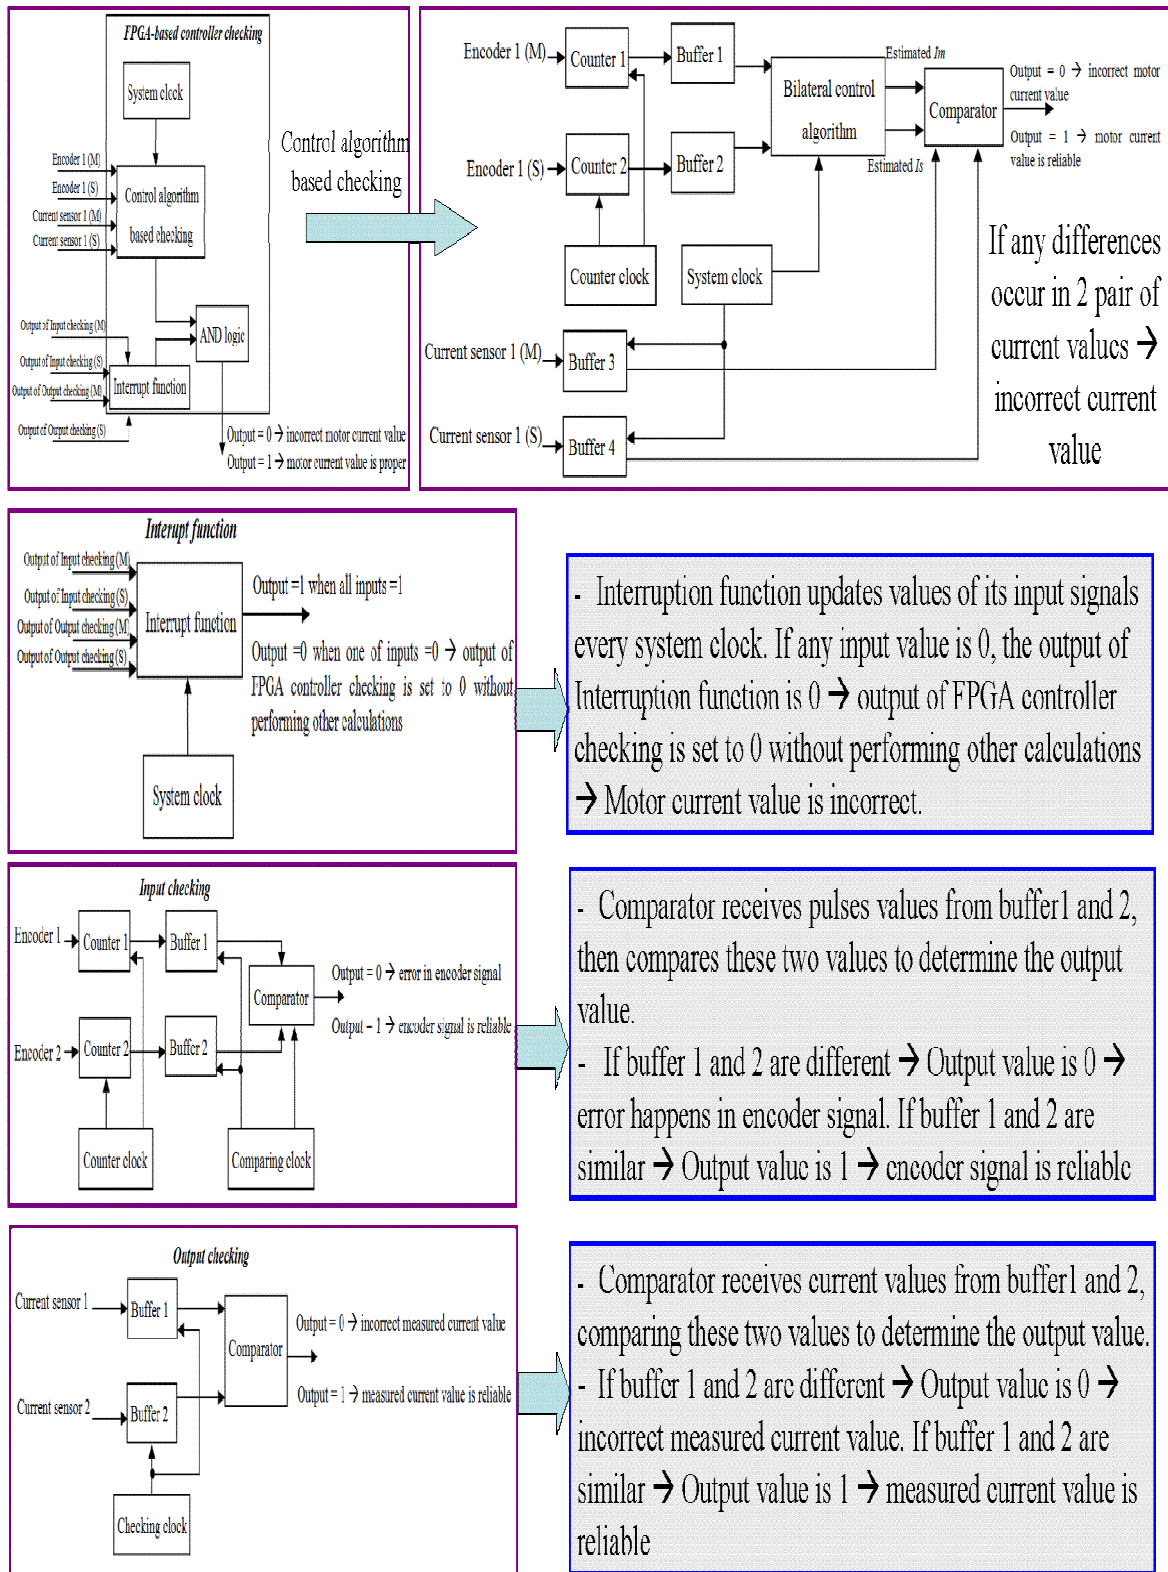 FPGA-based controller checking
System clock
Encoder 1 (M)
Encoder 1 (S)
Current sensor 1 (M)
Current sensor 1 (S)
Control algorithm
based checking
Output of Input checking (M)
Output of Input checking (S)
Output of Output checking (M)
Output of Output checking (S)
Interrupt function
AND logic
Output = 0 → incorrect motor current value
Output = 1 → motor current value is proper
Control algorithm
based checking
Encoder 1 (M)
Counter 1
Buffer 1
Encoder 1 (S)
Counter 2
Buffer 2
Bilateral control
algorithm
Estimated Im
Estimated Is
Comparator
Output = 0 → incorrect motor
current value
Output = 1 → motor current
value is reliable
Counter clock
System clock
Current sensor 1 (M)
Buffer 3
Current sensor 1 (S)
Buffer 4
If any differences
occur in 2 pair of
current values →
incorrect current
value
Interupt function
Output of Input checking (M)
Output of Input checking (S)
Output of Output checking (M)
Output of Output checking (S)
Interrupt function
Output =1 when all inputs =1
Output =0 when one of inputs =0 → output of
FPGA controller checking is set to 0 without
performing other calculations
System clock
- Interruption function updates values of its input signals
every system clock. If any input value is 0, the output of
Interruption function is 0 → output of FPGA controller
checking is set to 0 without performing other calculations
→ Motor current value is incorrect.
Input checking
Encoder 1
Counter 1
Buffer 1
Encoder 2
Counter 2
Buffer 2
Comparator
Output = 0 → error in encoder signal
Output = 1 → encoder signal is reliable
Counter clock
Comparing clock
- Comparator receives pulses values from buffer1 and 2,
then compares these two values to determine the output
value.
- If buffer 1 and 2 are different → Output value is 0 →
error happens in encoder signal. If buffer 1 and 2 are
similar → Output value is 1 → encoder signal is reliable
Output checking
Current sensor 1
Buffer 1
Current sensor 2
Buffer 2
Comparator
Output = 0 → incorrect measured current value
Output = 1 → measured current value is reliable
Checking clock
- Comparator receives current values from buffer1 and 2,
comparing these two values to determine the output value.
- If buffer 1 and 2 are different → Output value is 0 →
incorrect measured current value. If buffer 1 and 2 are
similar → Output value is 1 → measured current value is
reliable